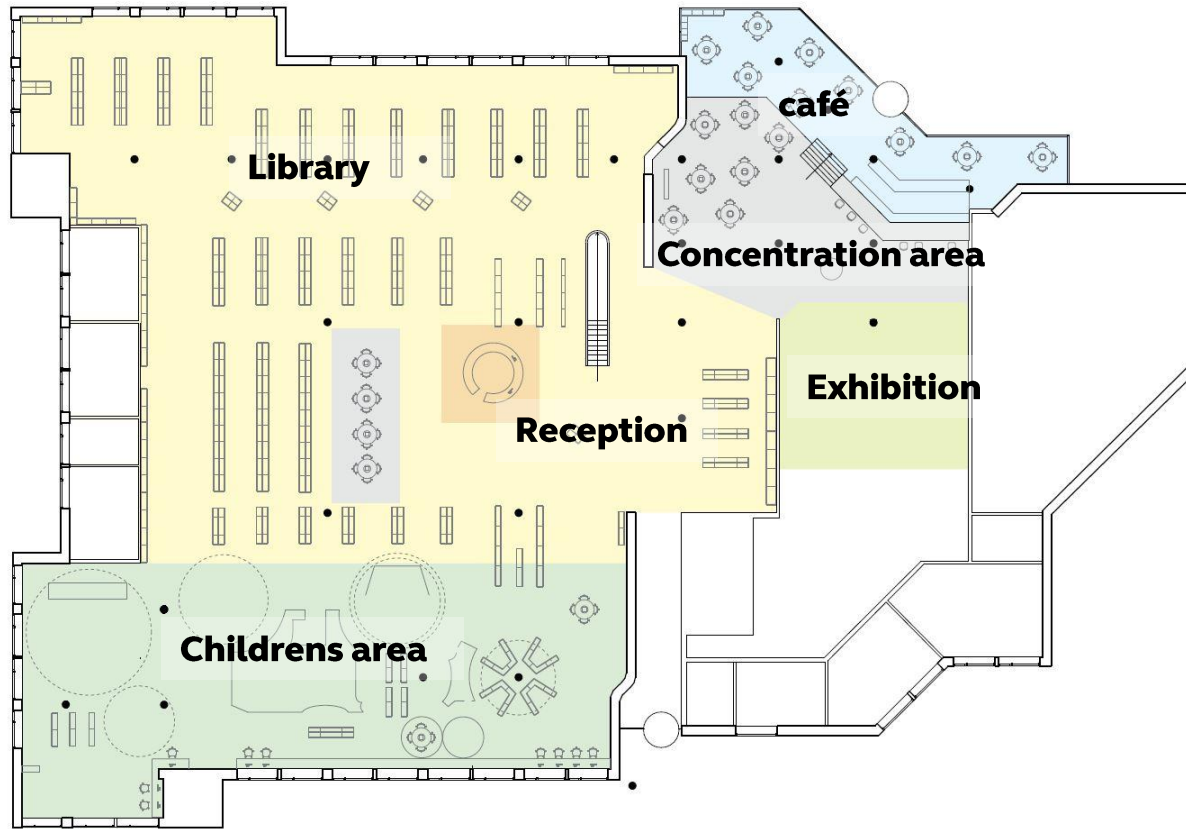 café
Library
Concentration area
Exhibition
Reception
Childrens area